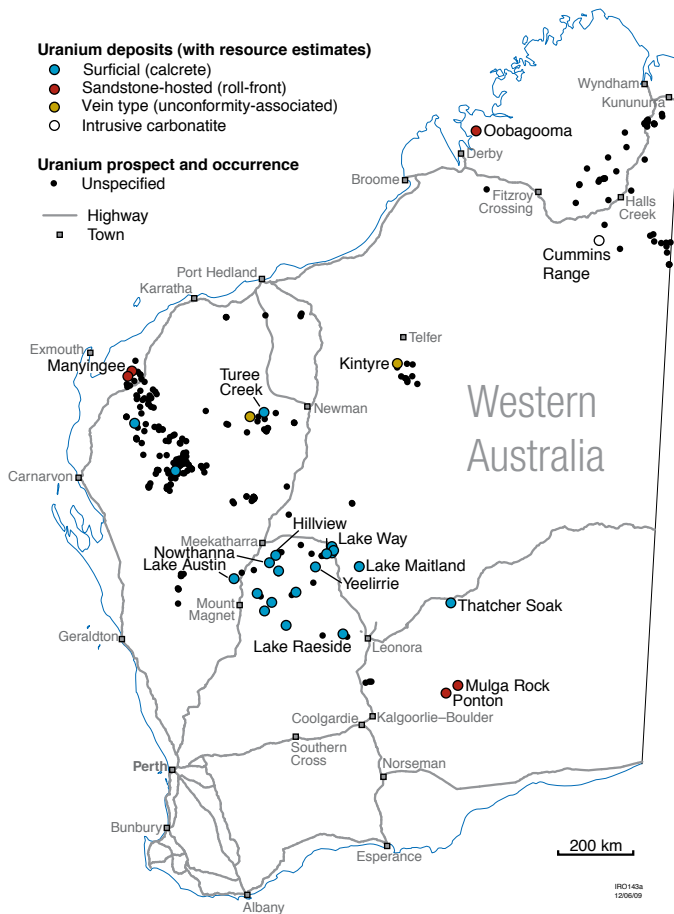 Uranium deposits (with resource estimates)
Surficial (calcrete)
Sandstone-hosted (roll-front)
Vein type (unconformity-associated)
Intrusive carbonatite
Uranium prospect and occurrence
Unspecified
Highway
Town
Wyndham
Kununurra
Oobagooma
Derby
Broome
Fitzroy
Crossing
Halls
Creek
Cummins
Range
Port Hedland
Karratha
Exmouth
Manyingee
Telfer
Kintyre
Turee
Creek
Newman
Western
Australia
Carnarvon
Meekatharra
Hillview
Lake Way
Nowthanna
Lake Austin
Lake Maitland
Yeelirrie
Mount
Magnet
Thatcher Soak
Geraldton
Lake Raeside
Leonora
Mulga Rock
Ponton
Coolgardie
Kalgoorlie–Boulder
Southern
Cross
Perth
Norseman
Bunbury
Esperance
200 km
Albany
IRO143a
12/06/09